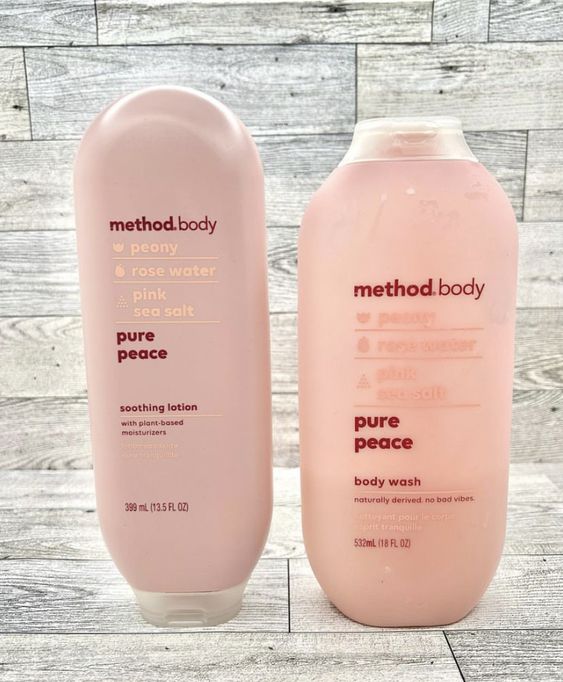 method.body
peony
rose water
pink
sea salt
pure
peace
soothing lotion
with plant-based
moisturizers
399 mL (13.5 FL OZ)
method.body
peony
rose water
pink
sea salt
pure
peace
body wash
naturally derived. no bad vibes.
nettoyant pour le corps
esprit tranquille
532mL (18 FL OZ)